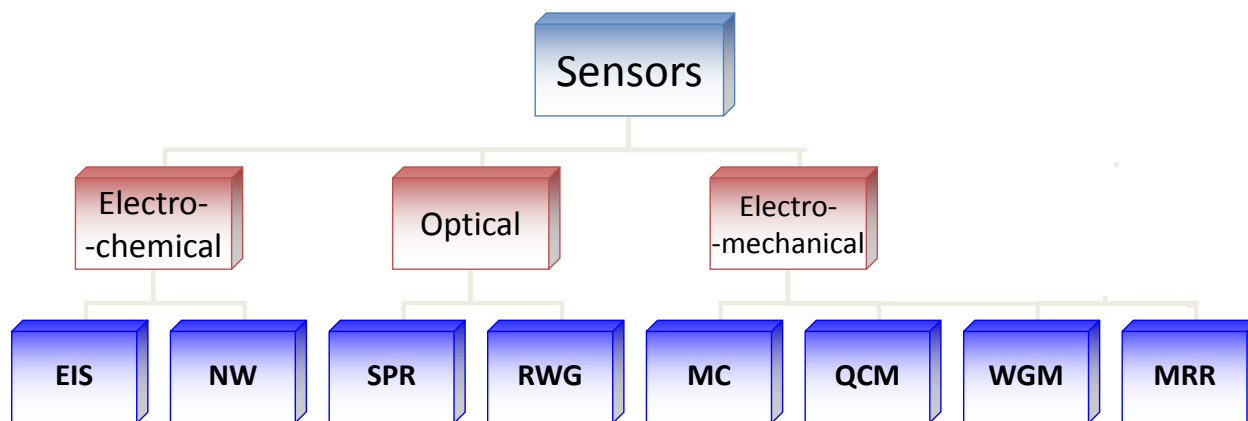 Sensors
Electro-
-chemical
Optical
Electro-
-mechanical
EIS
NW
SPR
RWG
MC
QCM
WGM
MRR